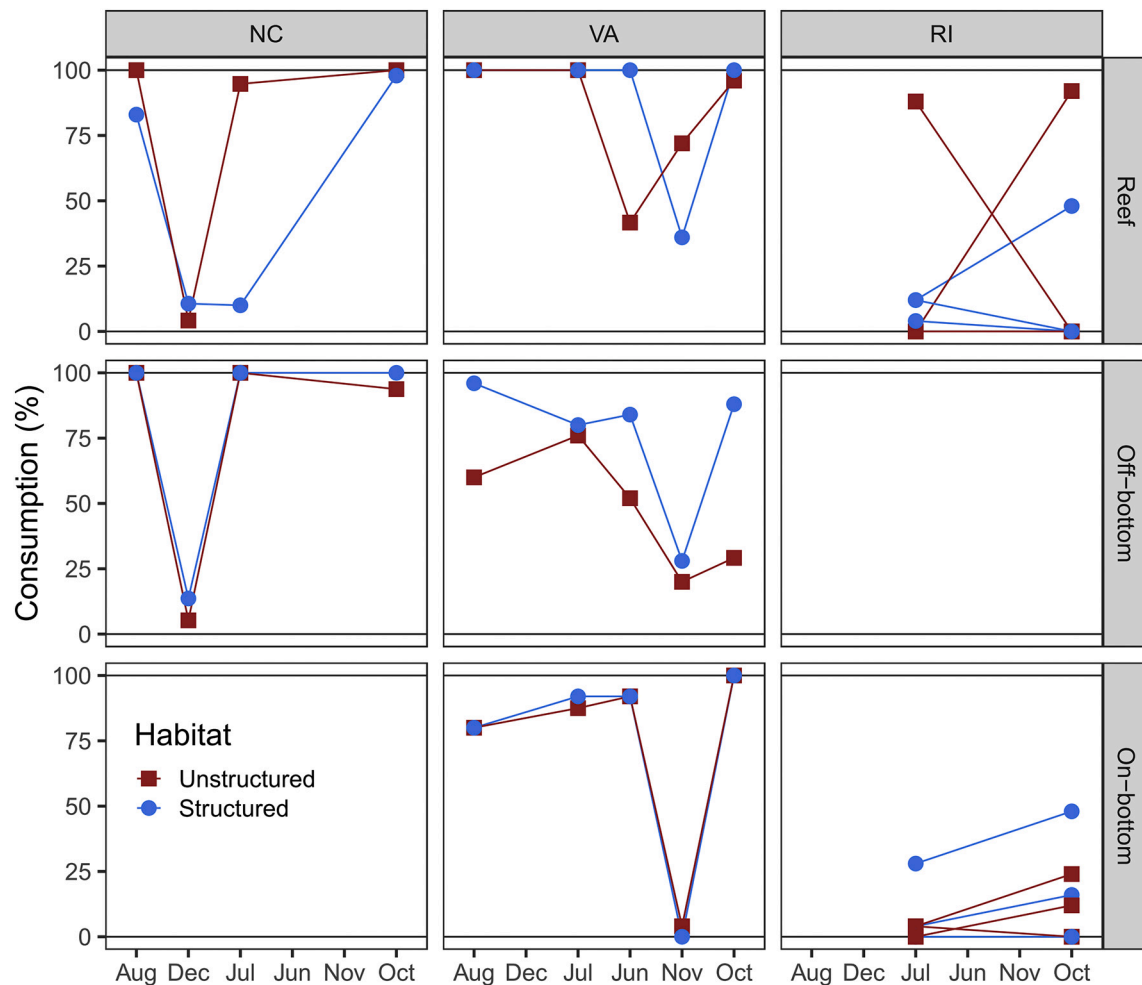 NC VA RI
100
75
50
25
0
Reef
100
75
50
25
0
Off-bottom
Consumption (%)
100
75
50
25
0
On-bottom
Habitat
Unstructured
Structured
Aug Dec Jul Jun Nov Oct Aug Dec Jul Jun Nov Oct Aug Dec Jul Jun Nov Oct